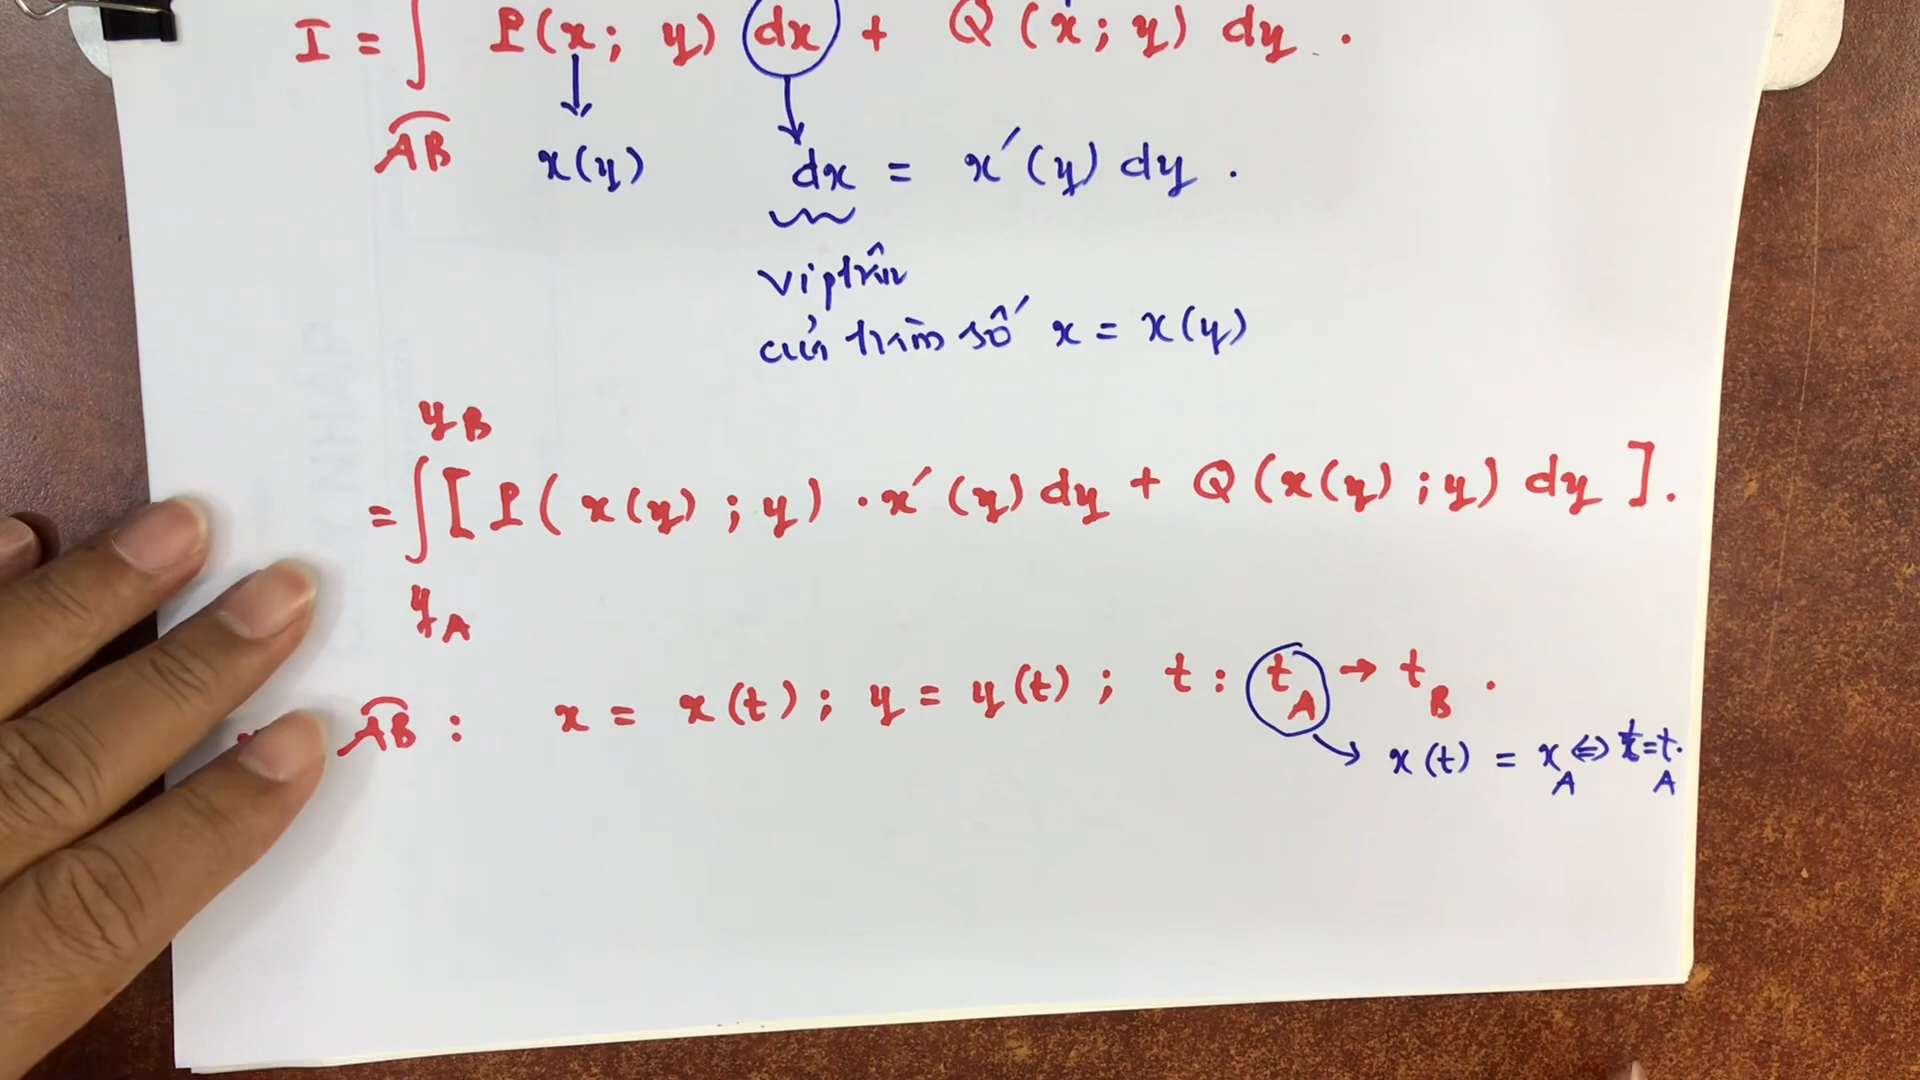 I = ∫ P(x; y) dx + Q(x; y) dy .
AB
x(y) dx = x′(y) dy .
vi phân
của hàm số x = x(y)
y_B
= ∫ [ P( x(y) ; y) . x′(y) dy + Q(x(y) ; y) dy ] .
y_A
AB : x = x(t) ; y = y(t) ; t : t_A → t_B .
x(t) = x_A ⇔ t = t_A .